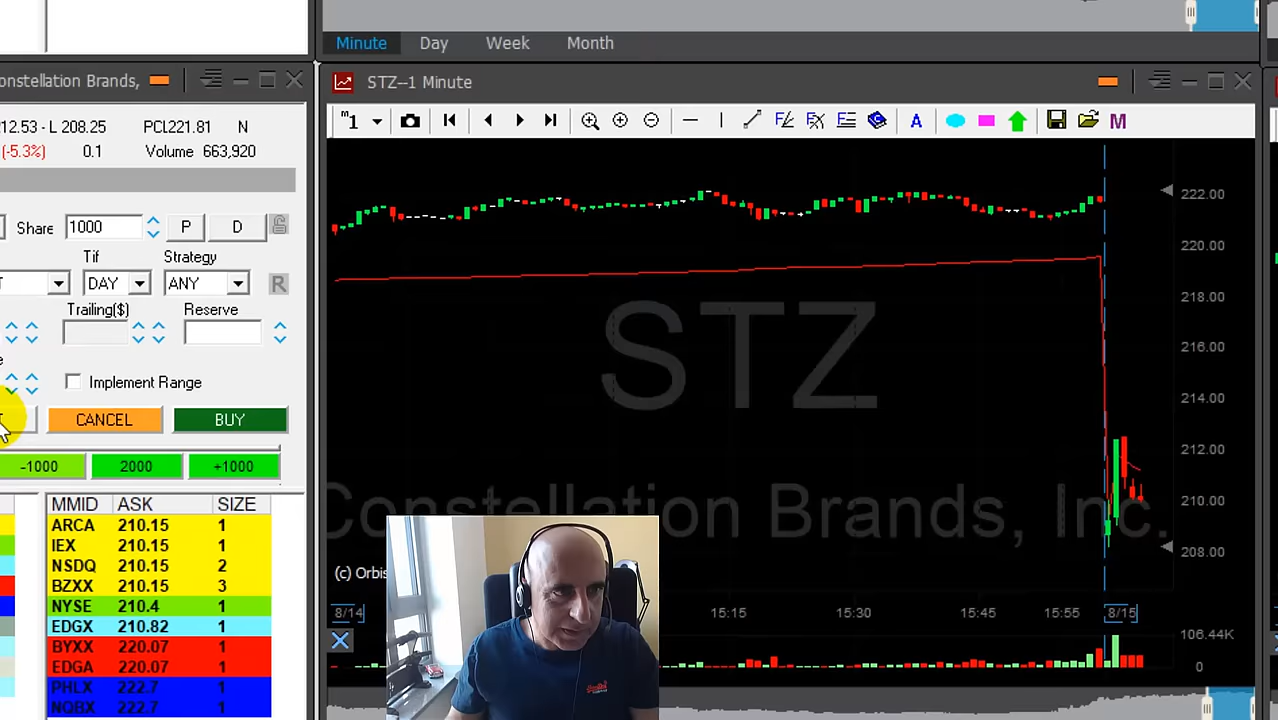 Minute Day Week Month
onstellation Brands,
STZ--1 Minute
12.53 - L 208.25 PCL221.81 N
(-5.3%) 0.1 Volume 663,920
m1
A
M
Share 1000 P D
Tif Strategy
DAY ANY R
Trailing($) Reserve
Implement Range
CANCEL BUY
-1000 2000 +1000
MMID ASK SIZE
ARCA 210.15 1
IEX 210.15 1
NSDQ 210.15 2
BZXX 210.15 3
NYSE 210.4 1
EDGX 210.82 1
BYXX 220.07 1
EDGA 220.07 1
PHLX 222.7 1
NQBX 222.7 1
STZ
Constellation Brands, Inc.
222.00
220.00
218.00
216.00
214.00
212.00
210.00
208.00
(c) Orbis
8/14 15:15 15:30 15:45 15:55 8/15
106.44K
0